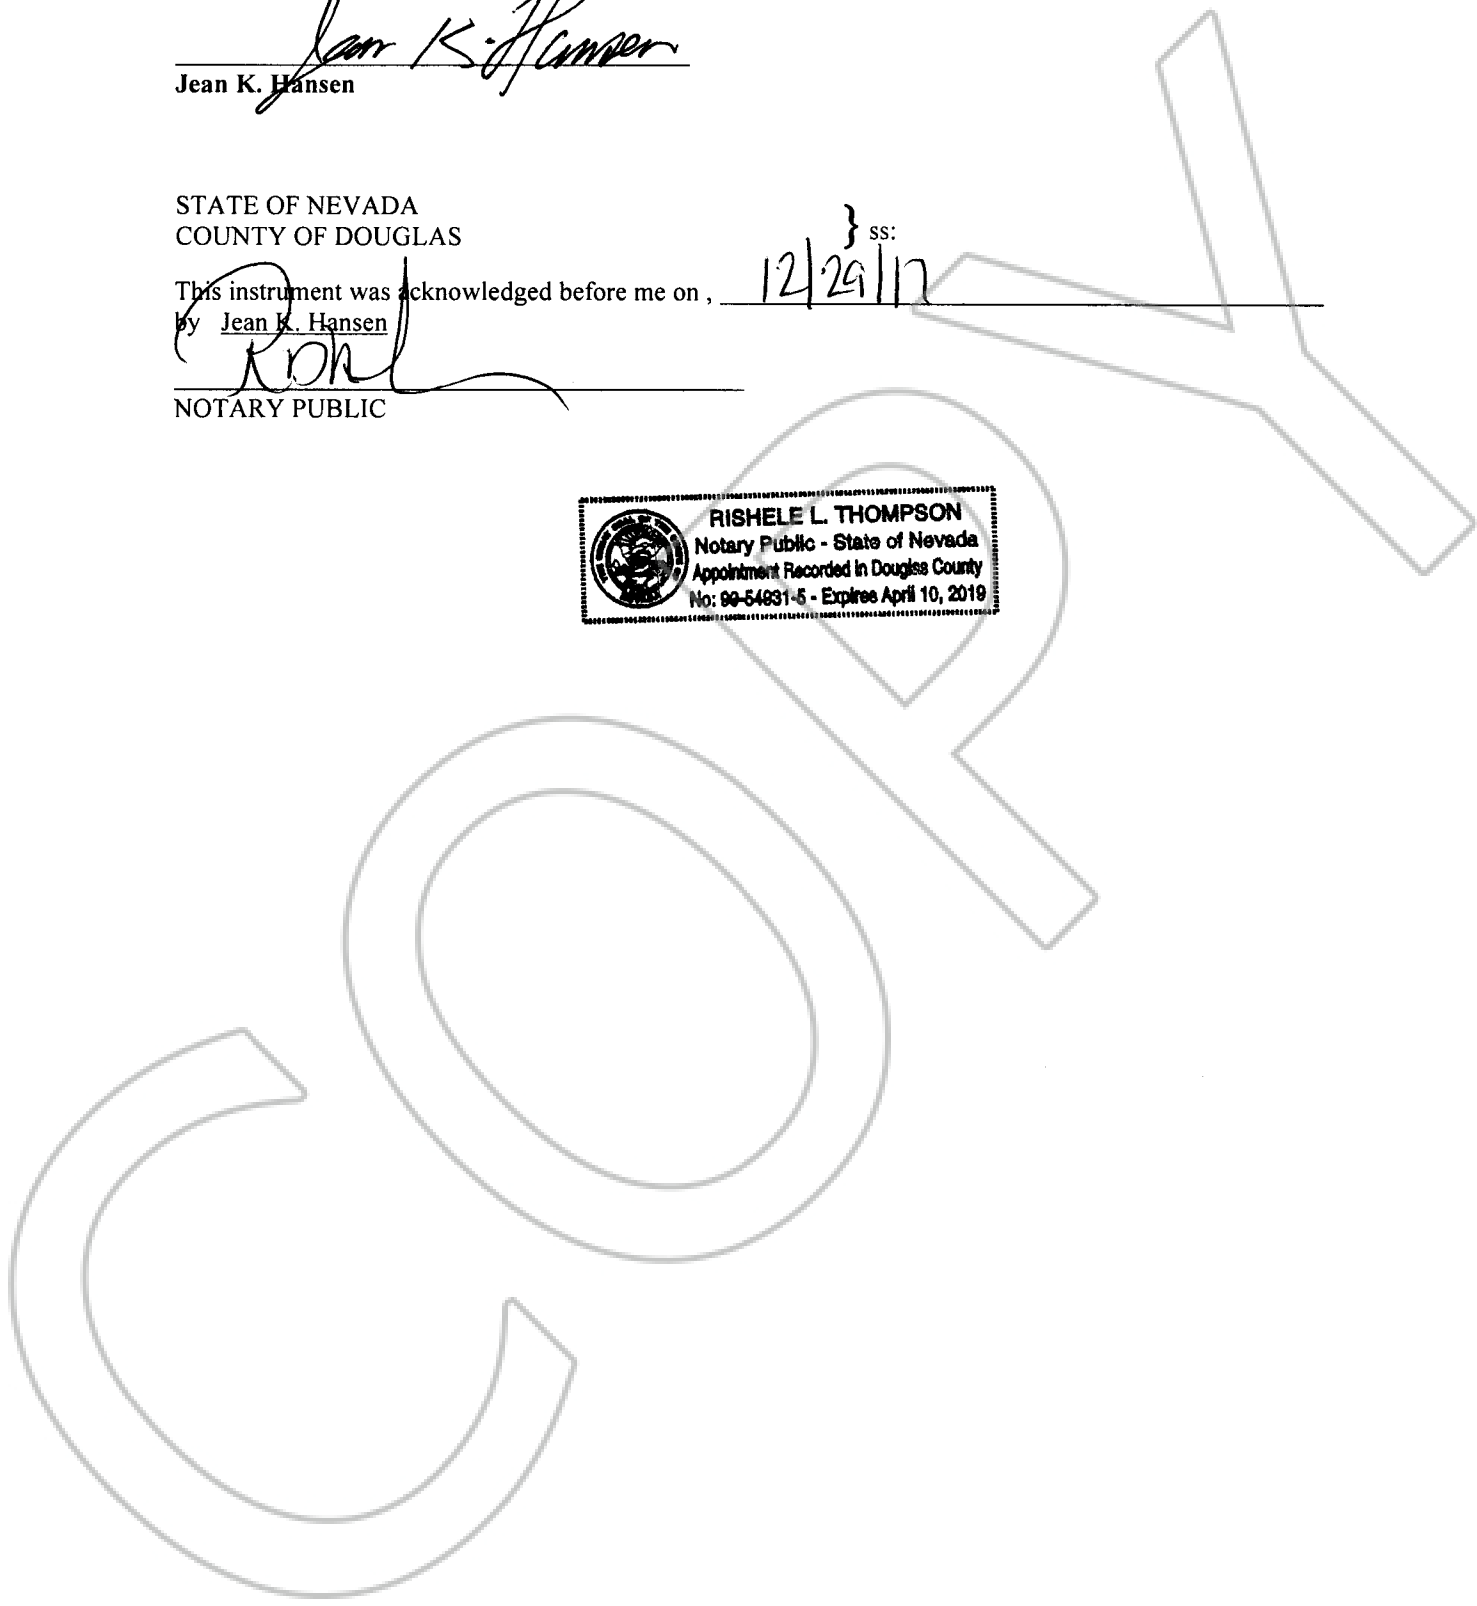 Jean K. Hansen
Jean K. Hansen
STATE OF NEVADA
COUNTY OF DOUGLAS
} ss:
This instrument was acknowledged before me on , 12/29/17
by Jean K. Hansen
NOTARY PUBLIC
RISHELE L. THOMPSON
Notary Public - State of Nevada
Appointment Recorded in Douglas County
No: 99-54931-5 - Expires April 10, 2019
COPY